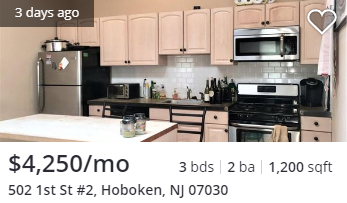 3 days ago
$4,250/mo 3 bds | 2 ba | 1,200 sqft
502 1st St #2, Hoboken, NJ 07030